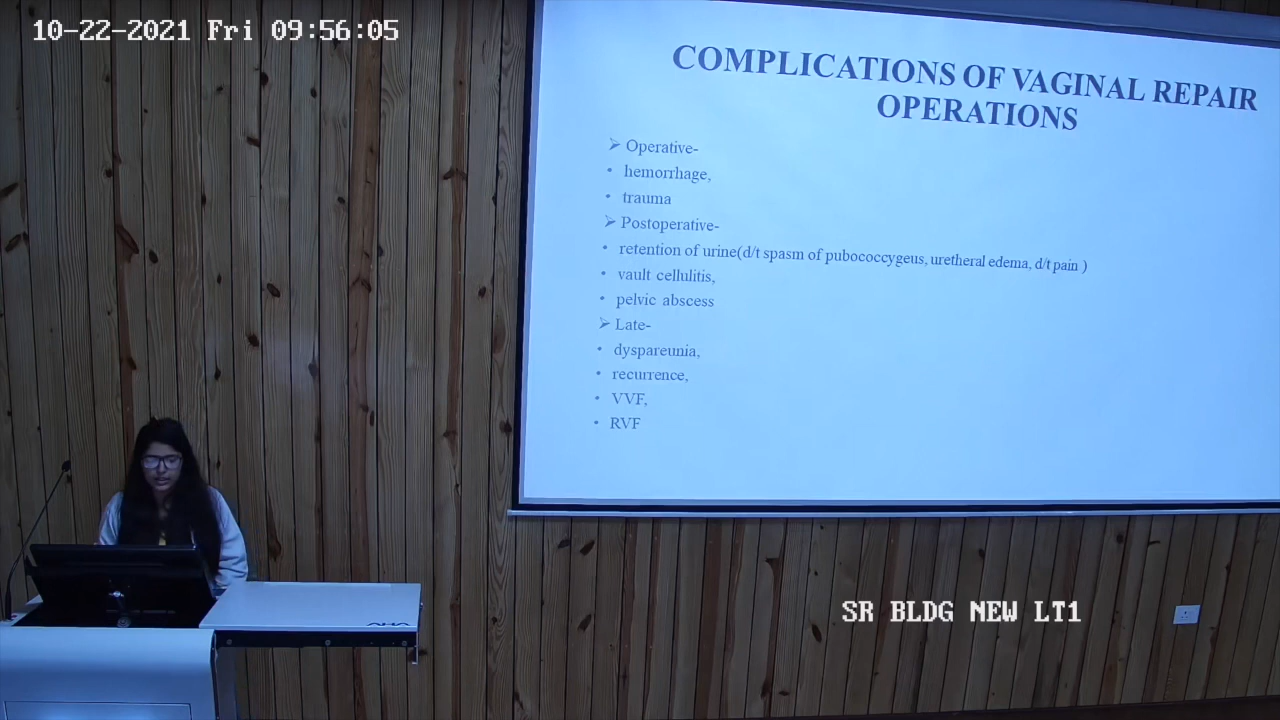 10-22-2021 Fri 09:56:05
COMPLICATIONS OF VAGINAL REPAIR
OPERATIONS
➢ Operative-
• hemorrhage,
• trauma
➢ Postoperative-
• retention of urine(d/t spasm of pubococcygeus, urethral edema, d/t pain )
• vault cellulitis,
• pelvic abscess
➢ Late-
• dyspareunia,
• recurrence,
• VVF,
• RVF
SR BLDG NEW LT1